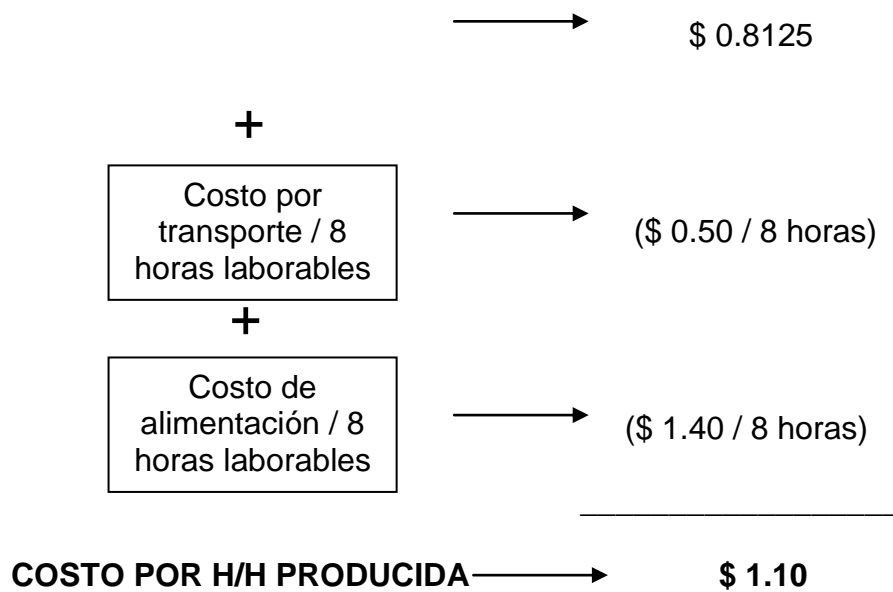 $ 0.8125
+
Costo por
transporte / 8
horas laborables
($ 0.50 / 8 horas)
+
Costo de
alimentación / 8
horas laborables
($ 1.40 / 8 horas)
COSTO POR H/H PRODUCIDA
$ 1.10